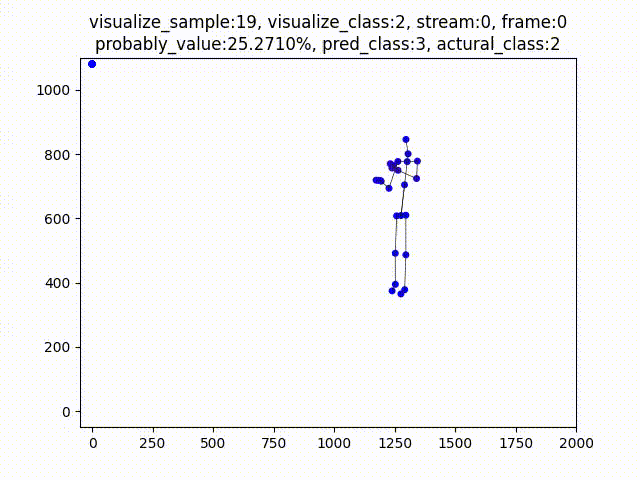 visualize_sample:19, visualize_class:2, stream:0, frame:0
probably_value:25.2710%, pred_class:3, actural_class:2
1000
800
600
400
200
0
0 250 500 750 1000 1250 1500 1750 2000